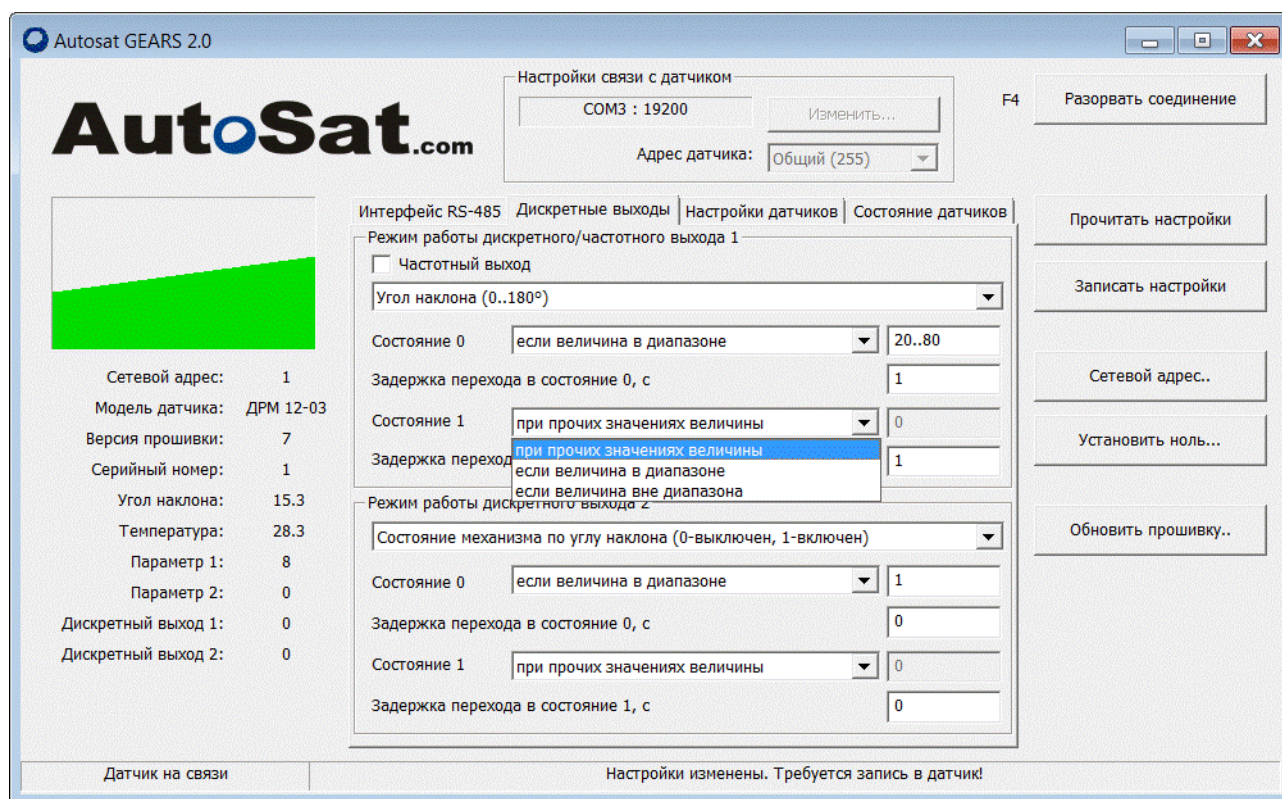 Autosat GEARS 2.0
AutoSat.com
Настройки связи с датчиком
COM3 : 19200
Изменить...
Адрес датчика:
Общий (255)
F4
Разорвать соединение
Интерфейс RS-485
Дискретные выходы
Настройки датчиков
Состояние датчиков
Режим работы дискретного/частотного выхода 1
Частотный выход
Угол наклона (0..180º)
Состояние 0 если величина в диапазоне 20..80
Задержка перехода в состояние 0, с 1
Состояние 1 при прочих значениях величины 0
при прочих значениях величины
если величина в диапазоне
если величина вне диапазона
Задержка 1
Режим работы дискретного выхода 2
Состояние механизма по углу наклона (0-выключен, 1-включен)
Состояние 0 если величина в диапазоне 1
Задержка перехода в состояние 0, с 0
Состояние 1 при прочих значениях величины 0
Задержка перехода в состояние 1, с 0
Прочитать настройки
Записать настройки
Сетевой адрес..
Установить ноль...
Обновить прошивку..
Сетевой адрес: 1
Модель датчика: ДРМ 12-03
Версия прошивки: 7
Серийный номер: 1
Угол наклона: 15.3
Температура: 28.3
Параметр 1: 8
Параметр 2: 0
Дискретный выход 1: 0
Дискретный выход 2: 0
Датчик на связи
Настройки изменены. Требуется запись в датчик!